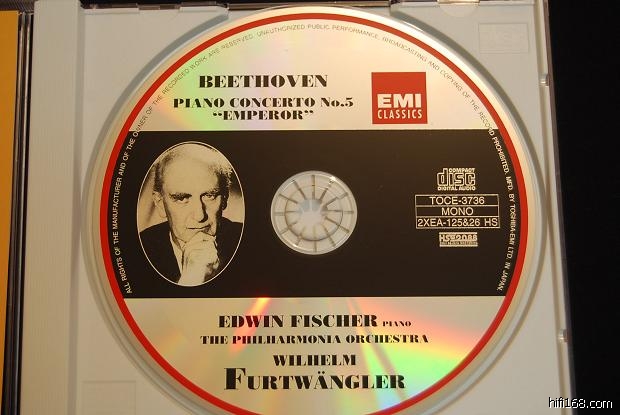 ALL RIGHTS OF THE MANUFACTURER AND OF THE OWNER OF THE RECORDED WORK ARE RESERVED. UNAUTHORIZED PUBLIC PERFORMANCE, BROADCASTING AND COPYING OF THE RECORD PROHIBITED. MFD. BY TOSHIBA-EMI LTD. IN JAPAN.
BEETHOVEN
PIANO CONCERTO No.5
"EMPEROR"
EMI
CLASSICS
COMPACT
disc
DIGITAL AUDIO
TOCE-3736
MONO
2XEA-125&26 HS
EDWIN FISCHER PIANO
THE PHILHARMONIA ORCHESTRA
WILHELM
FURTWÄNGLER
hifi168.com